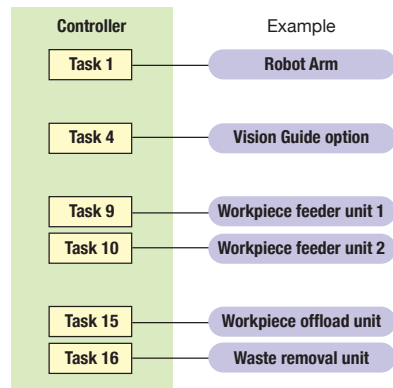 Controller Example
Task 1 Robot Arm
Task 4 Vision Guide option
Task 9 Workpiece feeder unit 1
Task 10 Workpiece feeder unit 2
Task 15 Workpiece offload unit
Task 16 Waste removal unit